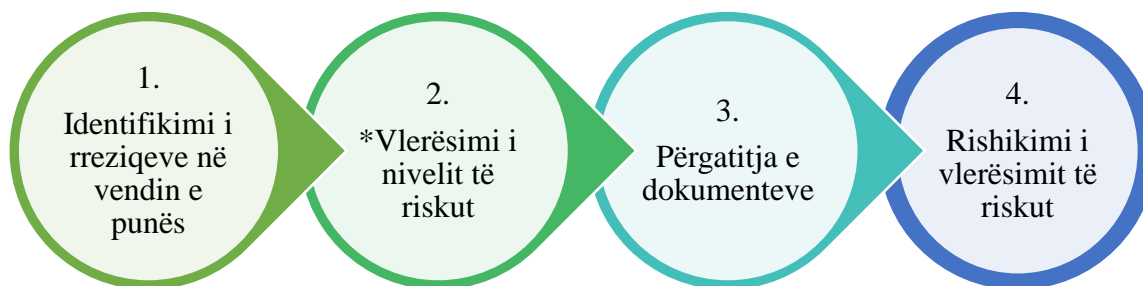 1.
Identifikimi i
rreziqeve në
vendin e
punës
2.
*Vlerësimi i
nivelit të
riskut
3.
Përgatitja e
dokumenteve
4.
Rishikimi i
vlerësimit të
riskut